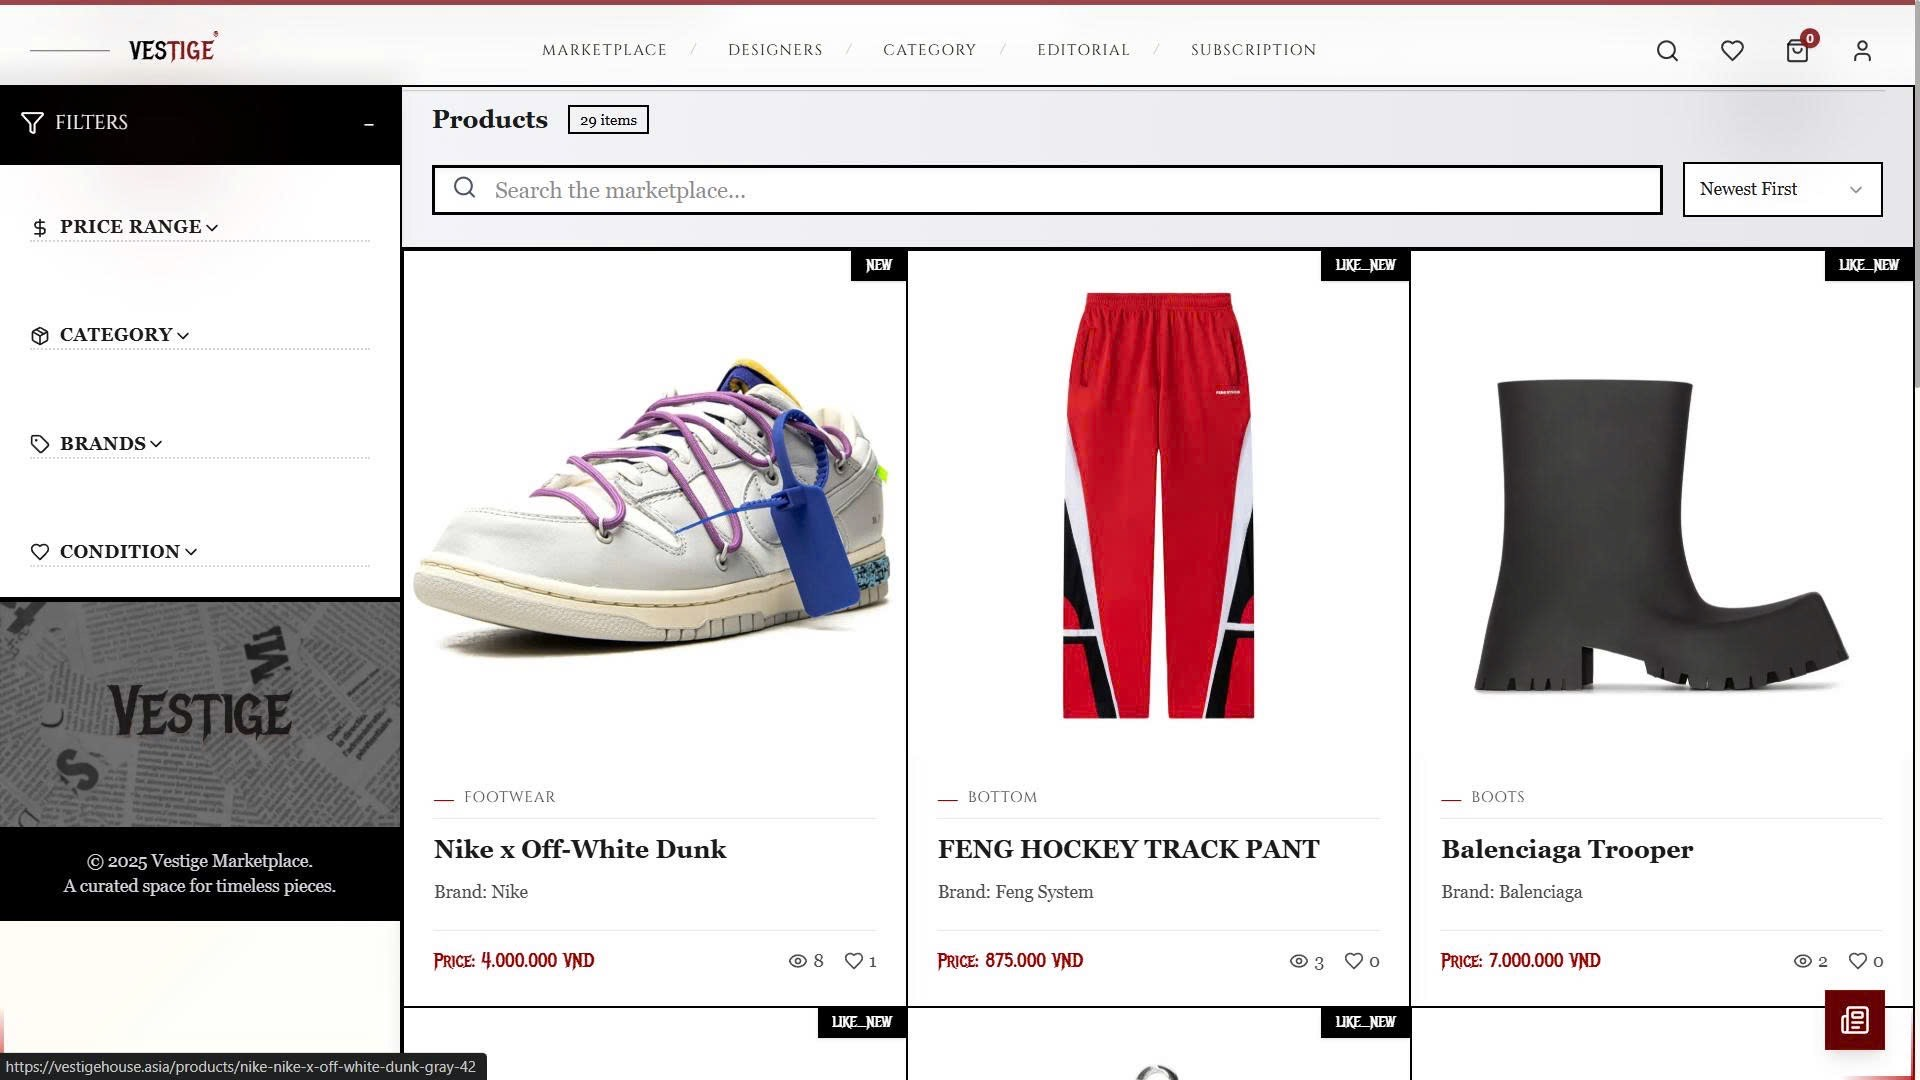 VESTIGE
MARKETPLACE / DESIGNERS / CATEGORY / EDITORIAL / SUBSCRIPTION
0
FILTERS
–
Products
29 items
Search the marketplace...
Newest First
PRICE RANGE
CATEGORY
BRANDS
CONDITION
VESTIGE
© 2025 Vestige Marketplace.
A curated space for timeless pieces.
NEW
FOOTWEAR
Nike x Off-White Dunk
Brand: Nike
Price: 4.000.000 VND
8
1
LIKE_NEW
FENG SYSTEM
BOTTOM
FENG HOCKEY TRACK PANT
Brand: Feng System
Price: 875.000 VND
3
0
LIKE_NEW
BOOTS
Balenciaga Trooper
Brand: Balenciaga
Price: 7.000.000 VND
2
0
LIKE_NEW
LIKE_NEW
https://vestigehouse.asia/products/nike-nike-x-off-white-dunk-gray-42